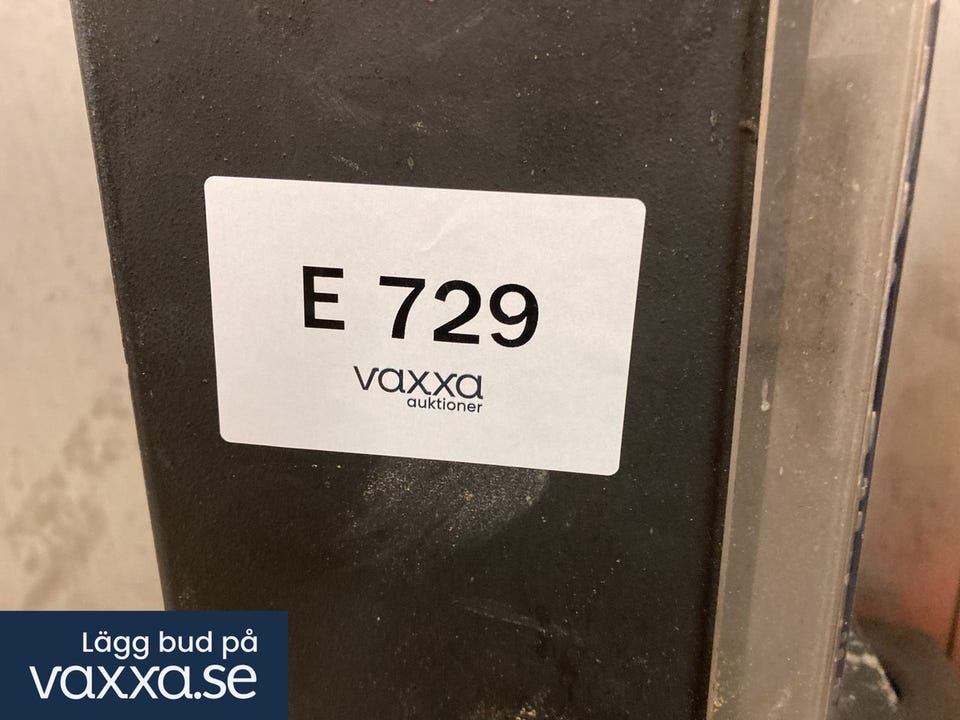 E 729
vaxxa
auktioner
Lägg bud på
vaxxa.se